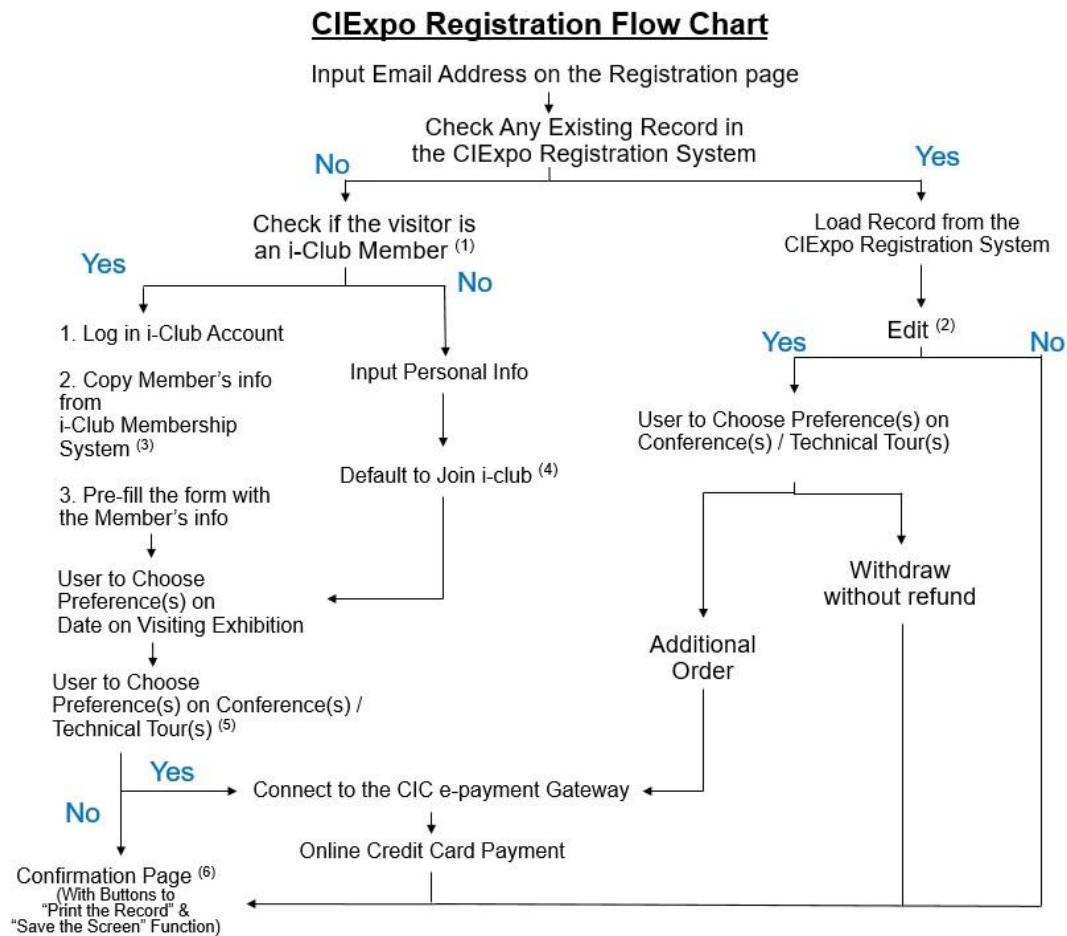 CIExpo Registration Flow Chart
Input Email Address on the Registration page
Check Any Existing Record in
the CIExpo Registration System
No
Yes
Check if the visitor is
an i-Club Member (1)
Load Record from the
CIExpo Registration System
Yes
No
1. Log in i-Club Account
2. Copy Member's info
from
i-Club Membership
System (3)
3. Pre-fill the form with
the Member's info
Input Personal Info
Default to Join i-club (4)
Edit (2)
Yes
No
User to Choose Preference(s) on
Conference(s) / Technical Tour(s)
Withdraw
without refund
Additional
Order
User to Choose
Preference(s) on
Date on Visiting Exhibition
User to Choose
Preference(s) on Conference(s) /
Technical Tour(s) (5)
Yes
No
Connect to the CIC e-payment Gateway
Online Credit Card Payment
Confirmation Page (6)
(With Buttons to
"Print the Record" &
"Save the Screen" Function)